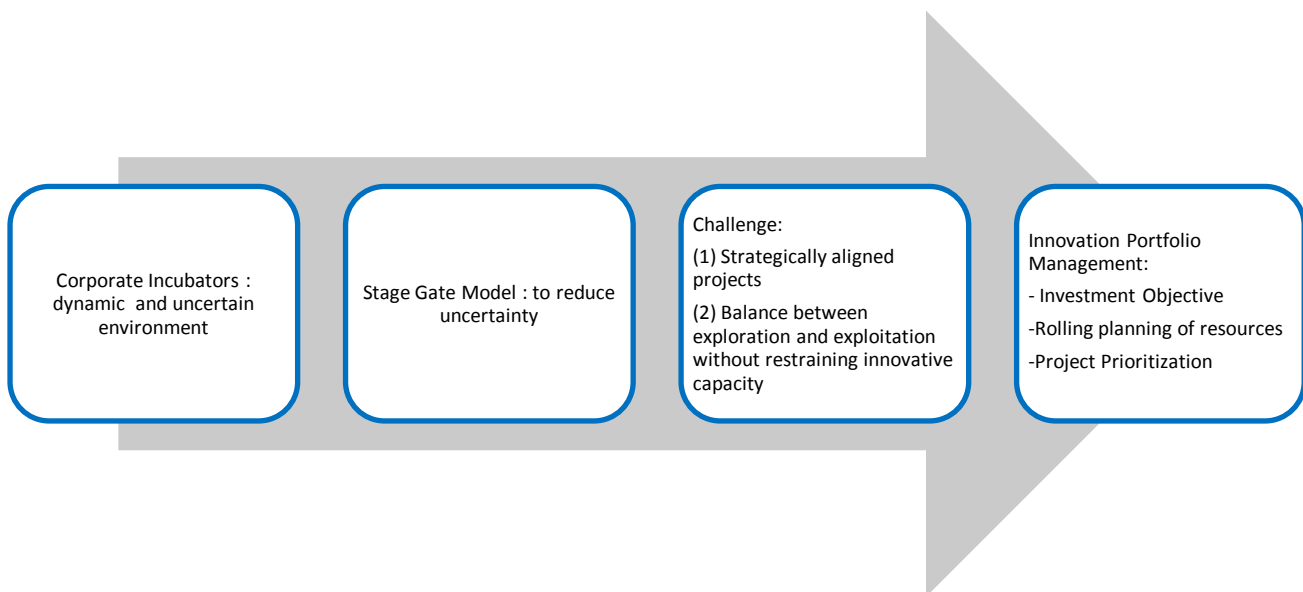 Corporate Incubators :
dynamic and uncertain
environment
Stage Gate Model : to reduce
uncertainty
Challenge:
(1) Strategically aligned
projects
(2) Balance between
exploration and exploitation
without restraining innovative
capacity
Innovation Portfolio
Management:
- Investment Objective
-Rolling planning of resources
-Project Prioritization